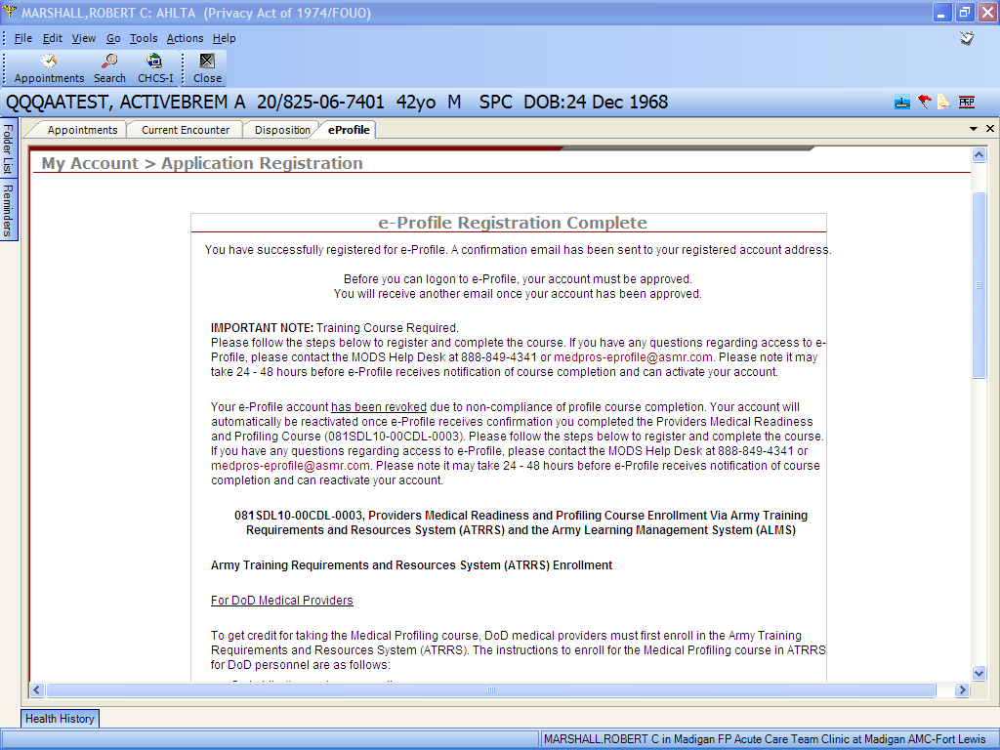 MARSHALL,ROBERT C: AHLTA (Privacy Act of 1974/FOUO)
File Edit View Go Tools Actions Help
Appointments Search CHCS-I Close
QQQAATEST, ACTIVEBREM A 20/825-06-7401 42yo M SPC DOB:24 Dec 1968
Folder List
Reminders
Appointments Current Encounter Disposition eProfile
My Account > Application Registration
e-Profile Registration Complete
You have successfully registered for e-Profile. A confirmation email has been sent to your registered account address.
Before you can logon to e-Profile, your account must be approved.
You will receive another email once your account has been approved.
IMPORTANT NOTE: Training Course Required.
Please follow the steps below to register and complete the course. If you have any questions regarding access to e-
Profile, please contact the MODS Help Desk at 888-849-4341 or medpros-eprofile@asmr.com. Please note it may
take 24 - 48 hours before e-Profile receives notification of course completion and can activate your account.
Your e-Profile account has been revoked due to non-compliance of profile course completion. Your account will
automatically be reactivated once e-Profile receives confirmation you completed the Providers Medical Readiness
and Profiling Course (081SDL10-00CDL-0003). Please follow the steps below to register and complete the course.
If you have any questions regarding access to e-Profile, please contact the MODS Help Desk at 888-849-4341 or
medpros-eprofile@asmr.com. Please note it may take 24 - 48 hours before e-Profile receives notification of course
completion and can reactivate your account.
081SDL10-00CDL-0003, Providers Medical Readiness and Profiling Course Enrollment Via Army Training
Requirements and Resources System (ATRRS) and the Army Learning Management System (ALMS)
Army Training Requirements and Resources System (ATRRS) Enrollment
For DoD Medical Providers
To get credit for taking the Medical Profiling course, DoD medical providers must first enroll in the Army Training
Requirements and Resources System (ATRRS). The instructions to enroll for the Medical Profiling course in ATRRS
for DoD personnel are as follows:
Health History
MARSHALL,ROBERT C in Madigan FP Acute Care Team Clinic at Madigan AMC-Fort Lewis